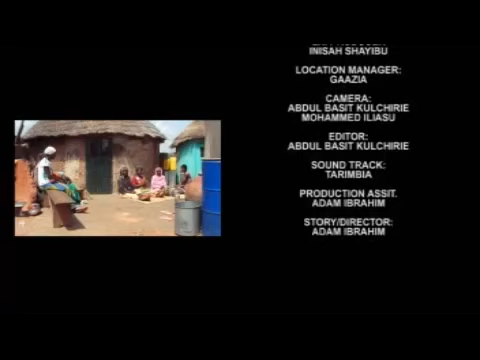 INISAH SHAYIBU
LOCATION MANAGER:
GAAZIA
CAMERA:
ABDUL BASIT KULCHIRIE
MOHAMMED ILIASU
EDITOR:
ABDUL BASIT KULCHIRIE
SOUND TRACK:
TARIMBIA
PRODUCTION ASSIT.
ADAM IBRAHIM
STORY/DIRECTOR:
ADAM IBRAHIM